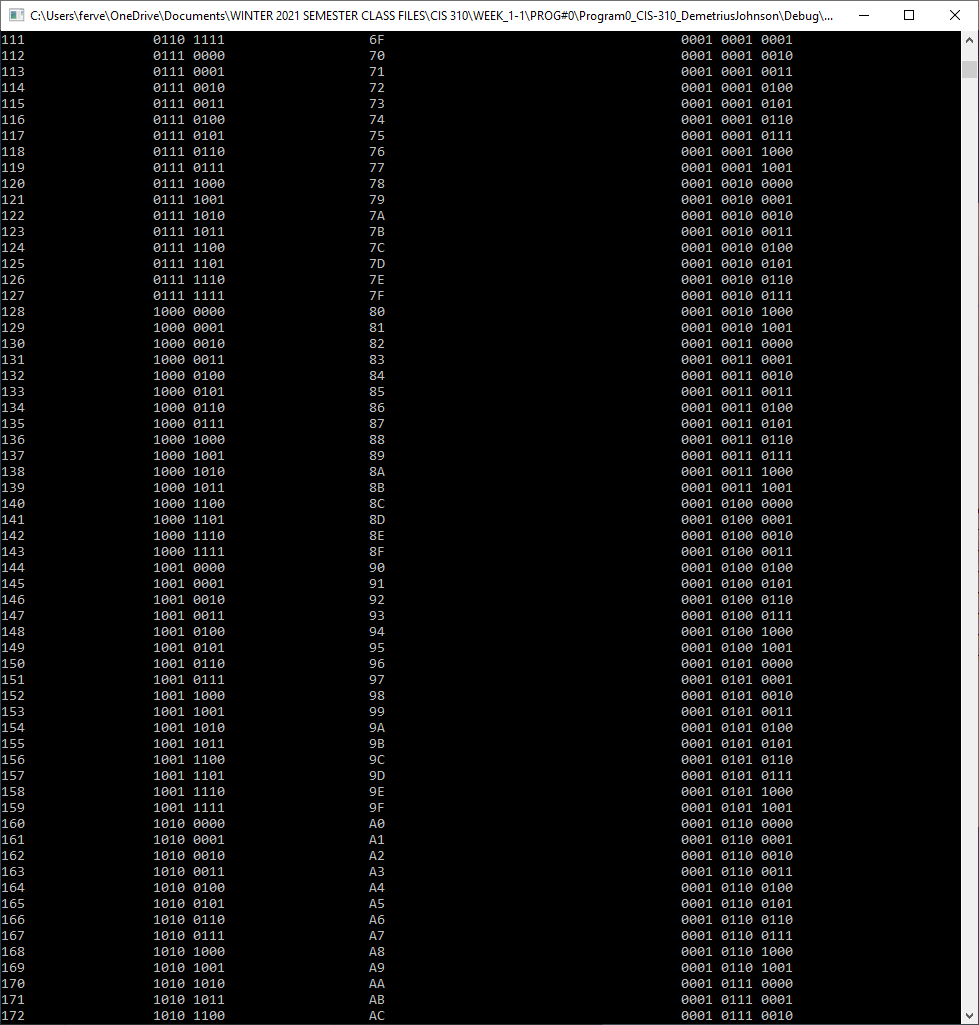 C:\Users\ferve\OneDrive\Documents\WINTER 2021 SEMESTER CLASS FILES\CIS 310\WEEK_1-1\PROG#0\Program0_CIS-310_DemetriusJohnson\Debug\...
111 0110 1111 6F 0001 0001 0001
112 0111 0000 70 0001 0001 0010
113 0111 0001 71 0001 0001 0011
114 0111 0010 72 0001 0001 0100
115 0111 0011 73 0001 0001 0101
116 0111 0100 74 0001 0001 0110
117 0111 0101 75 0001 0001 0111
118 0111 0110 76 0001 0001 1000
119 0111 0111 77 0001 0001 1001
120 0111 1000 78 0001 0010 0000
121 0111 1001 79 0001 0010 0001
122 0111 1010 7A 0001 0010 0010
123 0111 1011 7B 0001 0010 0011
124 0111 1100 7C 0001 0010 0100
125 0111 1101 7D 0001 0010 0101
126 0111 1110 7E 0001 0010 0110
127 0111 1111 7F 0001 0010 0111
128 1000 0000 80 0001 0010 1000
129 1000 0001 81 0001 0010 1001
130 1000 0010 82 0001 0011 0000
131 1000 0011 83 0001 0011 0001
132 1000 0100 84 0001 0011 0010
133 1000 0101 85 0001 0011 0011
134 1000 0110 86 0001 0011 0100
135 1000 0111 87 0001 0011 0101
136 1000 1000 88 0001 0011 0110
137 1000 1001 89 0001 0011 0111
138 1000 1010 8A 0001 0011 1000
139 1000 1011 8B 0001 0011 1001
140 1000 1100 8C 0001 0100 0000
141 1000 1101 8D 0001 0100 0001
142 1000 1110 8E 0001 0100 0010
143 1000 1111 8F 0001 0100 0011
144 1001 0000 90 0001 0100 0100
145 1001 0001 91 0001 0100 0101
146 1001 0010 92 0001 0100 0110
147 1001 0011 93 0001 0100 0111
148 1001 0100 94 0001 0100 1000
149 1001 0101 95 0001 0100 1001
150 1001 0110 96 0001 0101 0000
151 1001 0111 97 0001 0101 0001
152 1001 1000 98 0001 0101 0010
153 1001 1001 99 0001 0101 0011
154 1001 1010 9A 0001 0101 0100
155 1001 1011 9B 0001 0101 0101
156 1001 1100 9C 0001 0101 0110
157 1001 1101 9D 0001 0101 0111
158 1001 1110 9E 0001 0101 1000
159 1001 1111 9F 0001 0101 1001
160 1010 0000 A0 0001 0110 0000
161 1010 0001 A1 0001 0110 0001
162 1010 0010 A2 0001 0110 0010
163 1010 0011 A3 0001 0110 0011
164 1010 0100 A4 0001 0110 0100
165 1010 0101 A5 0001 0110 0101
166 1010 0110 A6 0001 0110 0110
167 1010 0111 A7 0001 0110 0111
168 1010 1000 A8 0001 0110 1000
169 1010 1001 A9 0001 0110 1001
170 1010 1010 AA 0001 0111 0000
171 1010 1011 AB 0001 0111 0001
172 1010 1100 AC 0001 0111 0010